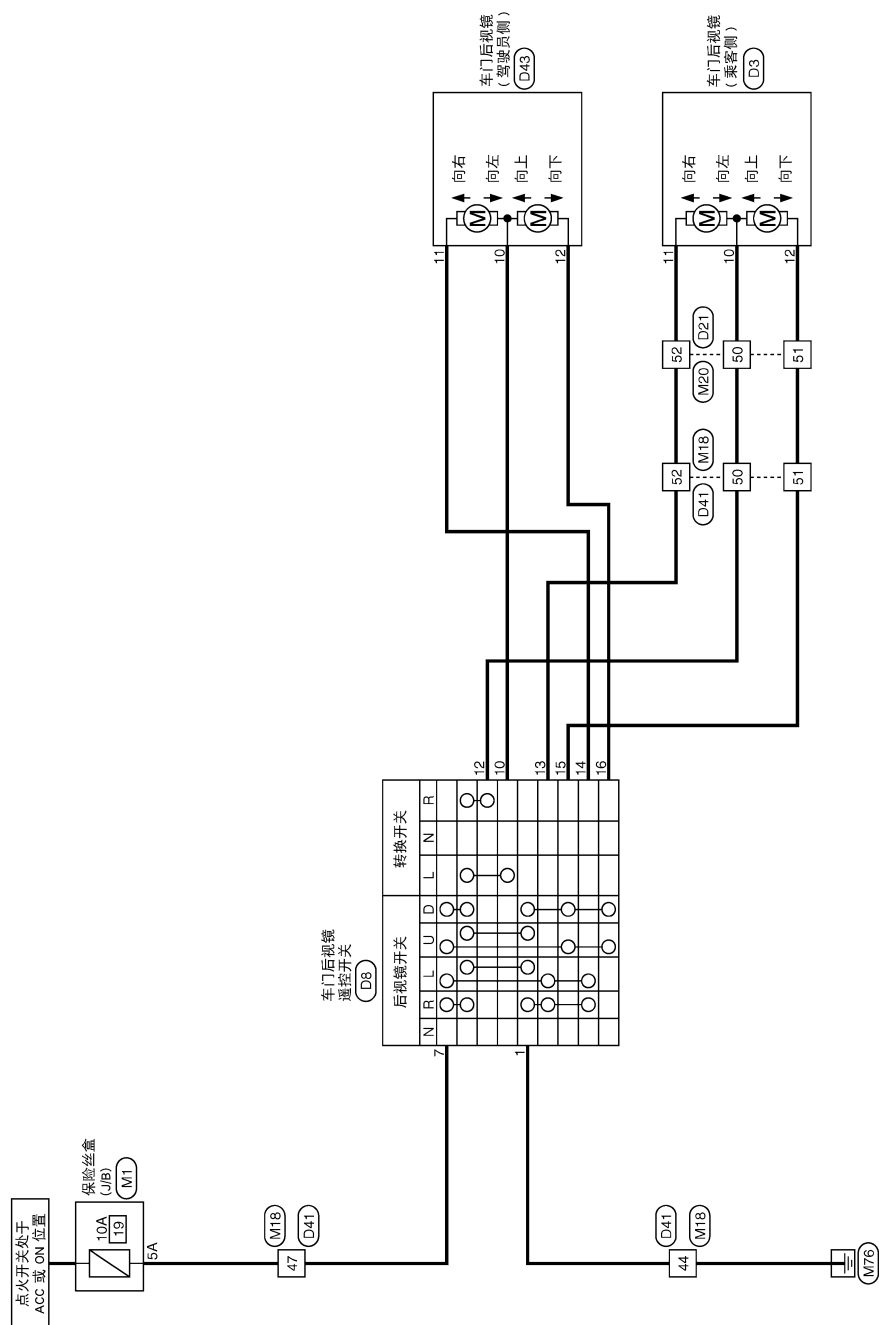 点火开关处于
ACC 或 ON 位置
保险丝盒
(J/B)
M1
10A
19
5A
M18
D41
47
7
D41
M18
44
1
M76
车门后视镜
遥控开关
D8
后视镜开关
转换开关
N
R
L
U
D
L
N
R
12
10
13
15
14
16
车门后视镜
(驾驶员侧)
D43
向右
向左
向上
向下
M
M
11
10
12
车门后视镜
(乘客侧)
D3
向右
向左
向上
向下
M
M
11
10
12
52
D21
M20
50
51
52
M18
D41
50
51